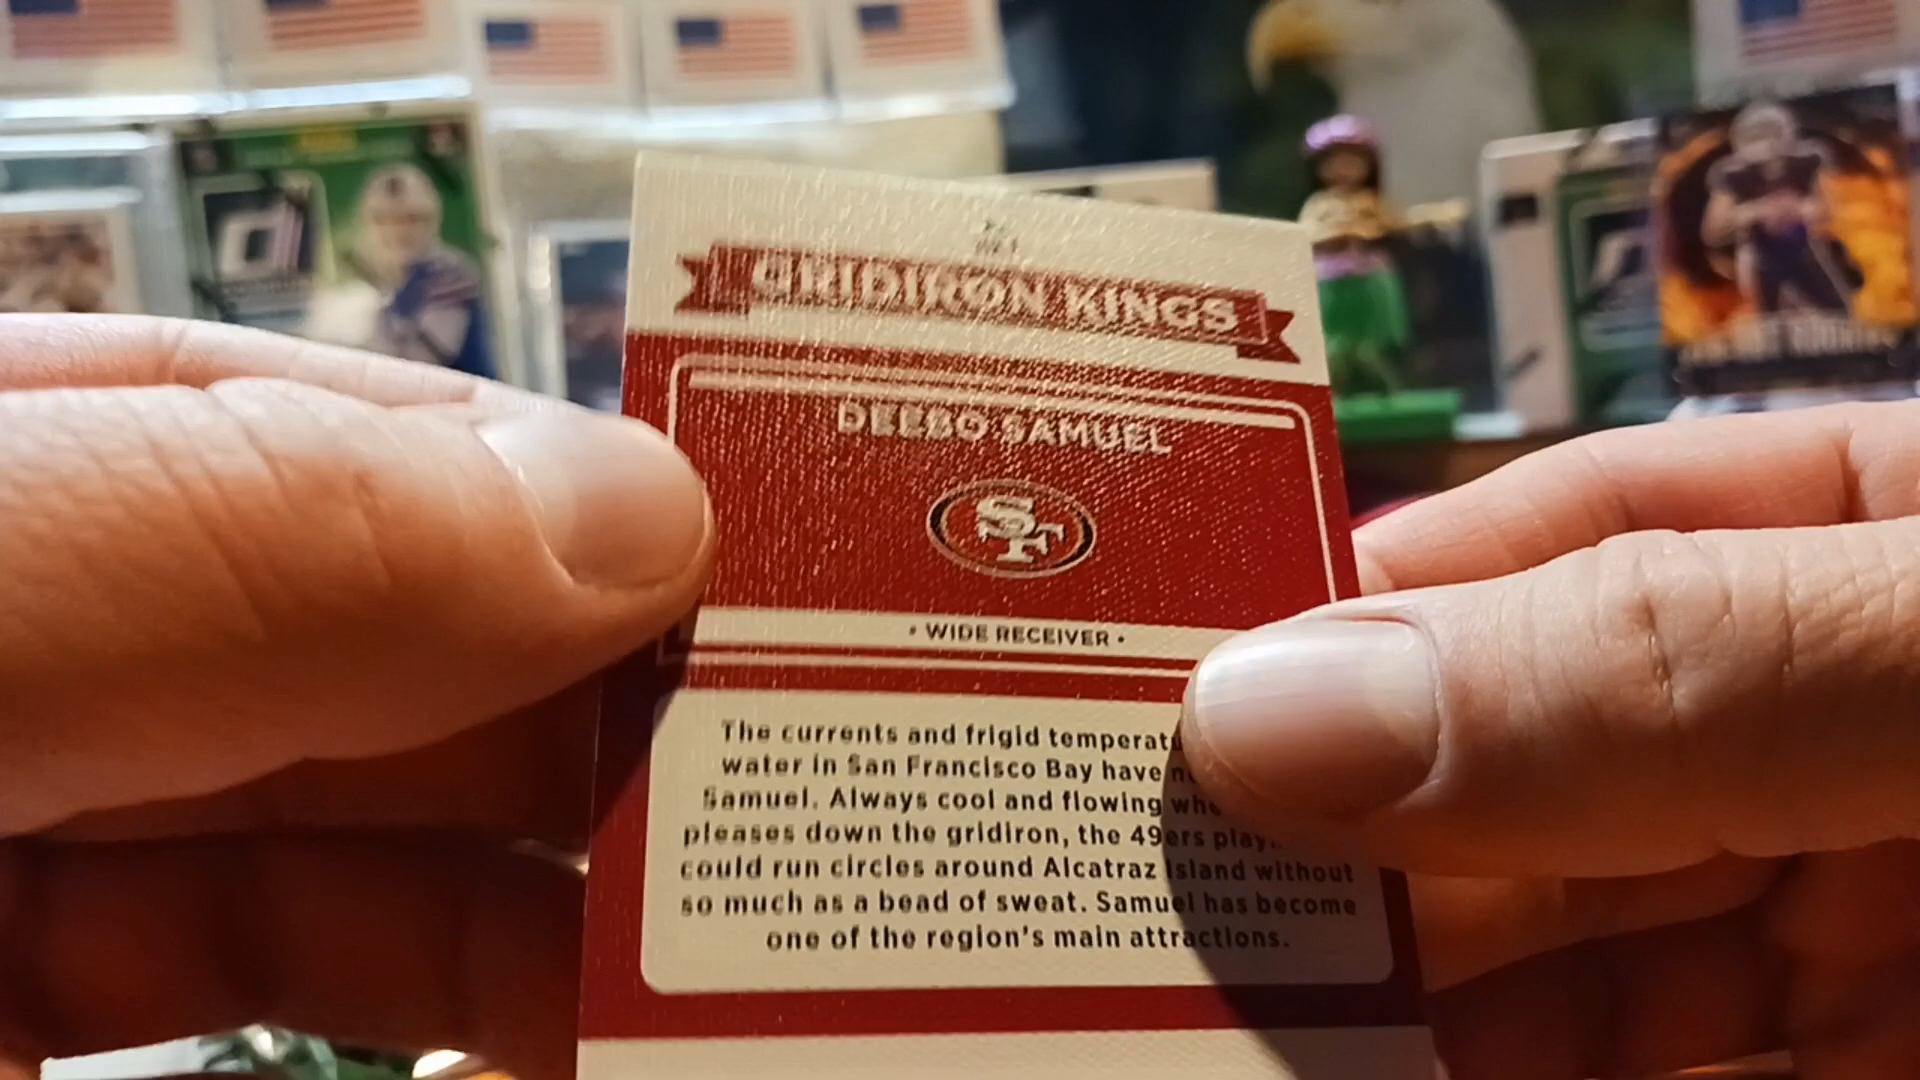 GRIDIRON KINGS
DEEBO SAMUEL
SF
• WIDE RECEIVER •
The currents and frigid
water in San Francisco Bay have
Samuel. Always cool and flowing
pleases down the gridiron, the 49ers
could run circles around Alcatraz Island without
so much as a bead of sweat. Samuel has become
one of the region's main attractions.